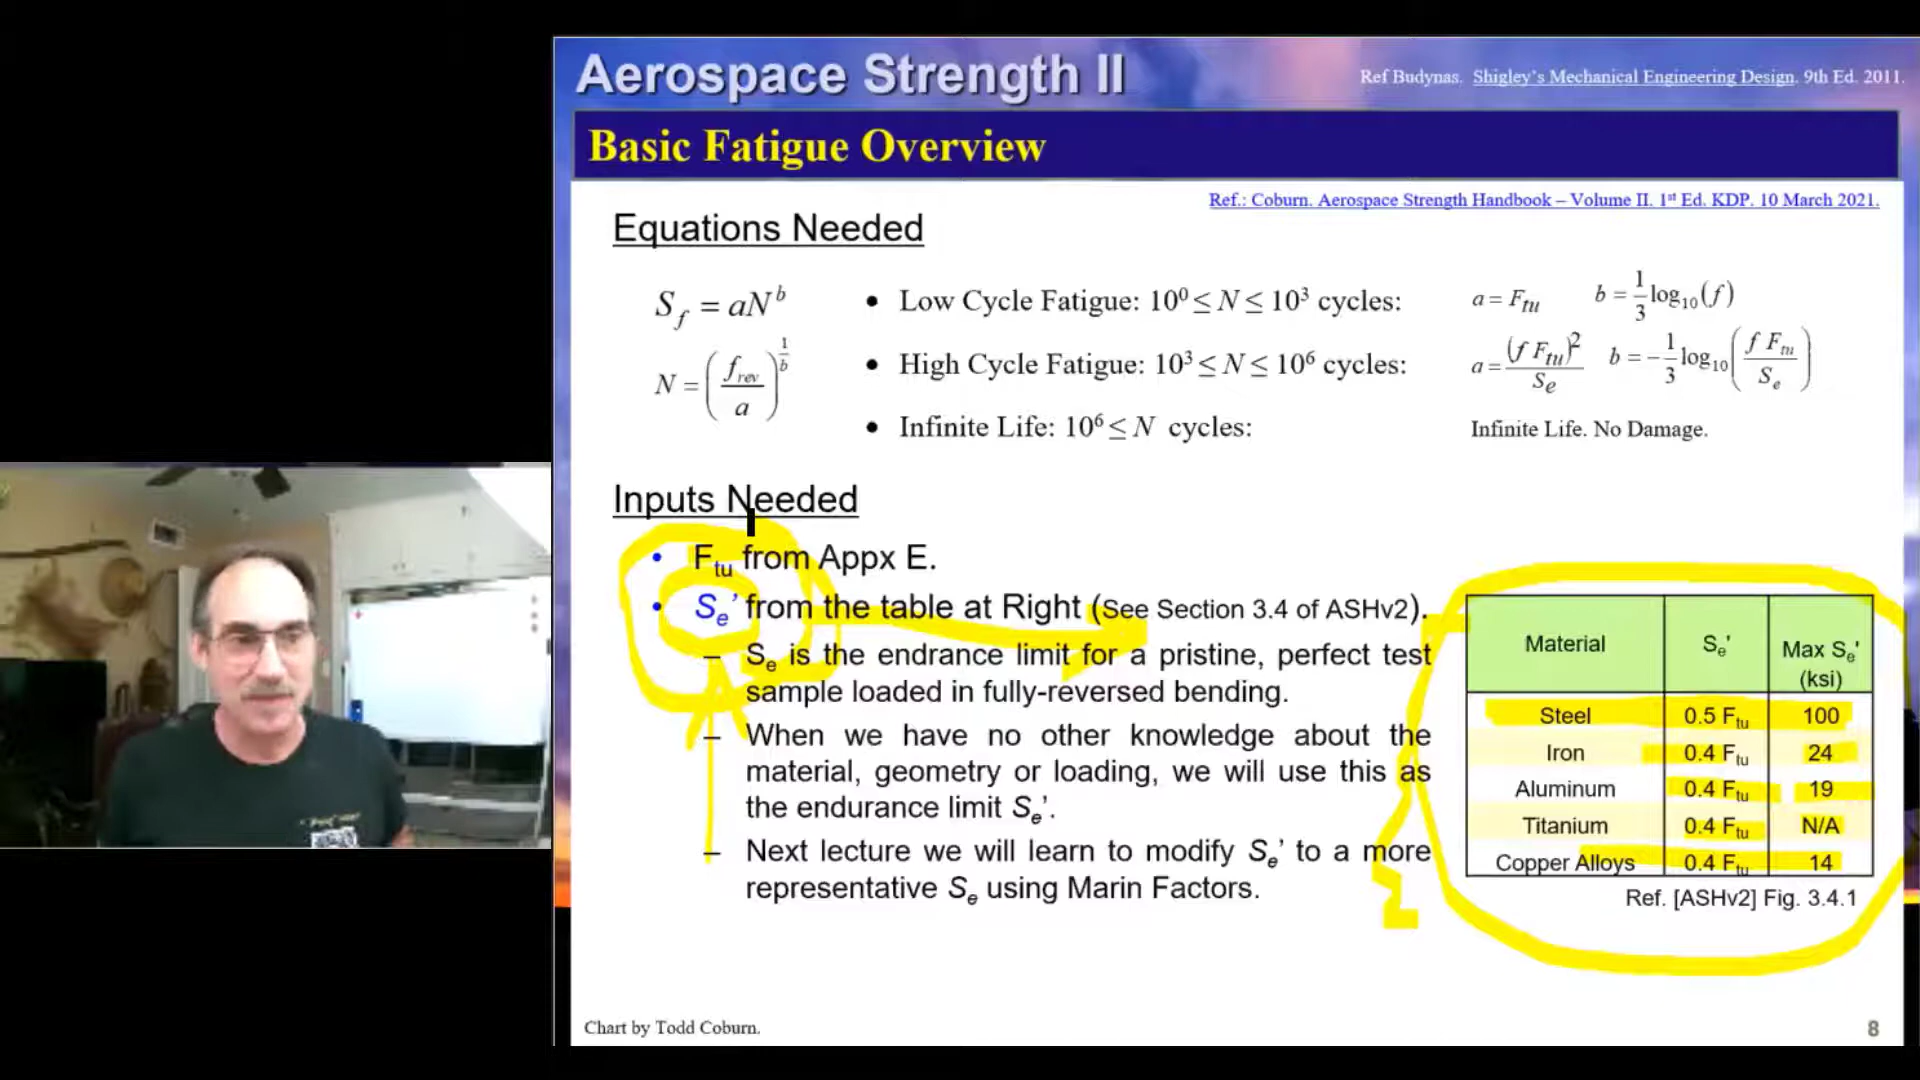 Aerospace Strength II
Ref Budynas. Shigley's Mechanical Engineering Design. 9th Ed. 2011.
Basic Fatigue Overview
Ref.: Coburn. Aerospace Strength Handbook – Volume II. 1st Ed. KDP. 10 March 2021.
Equations Needed
S_f = aN^b
N = (f_rev / a)^(1/b)
• Low Cycle Fatigue: 10^0 ≤ N ≤ 10^3 cycles: a = F_tu b = 1/3 log_10(f)
• High Cycle Fatigue: 10^3 ≤ N ≤ 10^6 cycles: a = (f F_tu)^2 / S_e b = −1/3 log_10(f F_tu / S_e)
• Infinite Life: 10^6 ≤ N cycles: Infinite Life. No Damage.
Inputs Needed
• F_tu from Appx E.
• S_e' from the table at Right (See Section 3.4 of ASHv2).
– S_e is the endrance limit for a pristine, perfect test
sample loaded in fully-reversed bending.
– When we have no other knowledge about the
material, geometry or loading, we will use this as
the endurance limit S_e'.
– Next lecture we will learn to modify S_e' to a more
representative S_e using Marin Factors.
Material S_e' Max S_e' (ksi)
Steel 0.5 F_tu 100
Iron 0.4 F_tu 24
Aluminum 0.4 F_tu 19
Titanium 0.4 F_tu N/A
Copper Alloys 0.4 F_tu 14
Ref. [ASHv2] Fig. 3.4.1
Chart by Todd Coburn.
8